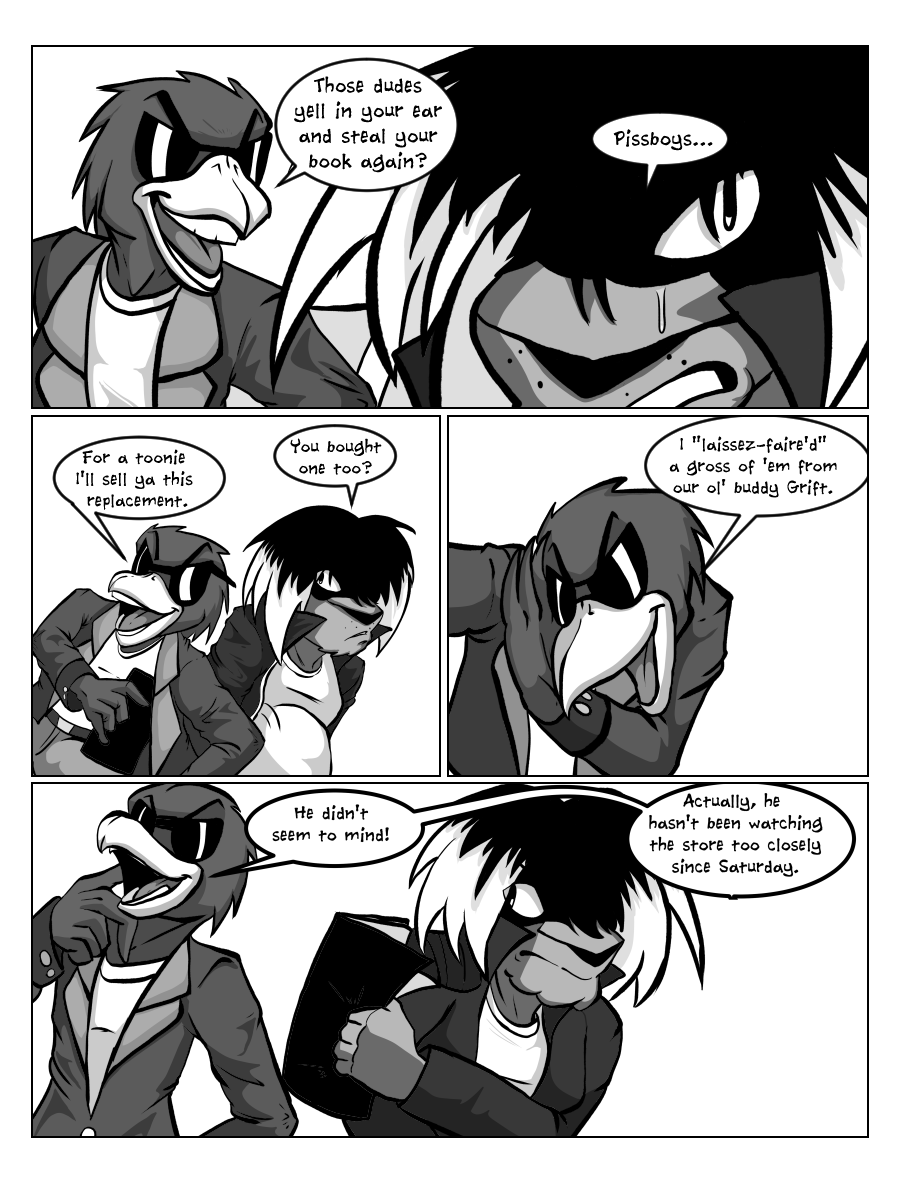 Those dudes
yell in your ear
and steal your
book again?
Pissboys...
For a toonie
I'll sell ya this
replacement.
You bought
one too?
I "laissez-faire'd"
a gross of 'em from
our ol' buddy Grift.
He didn't
seem to mind!
Actually, he
hasn't been watching
the store too closely
since Saturday.